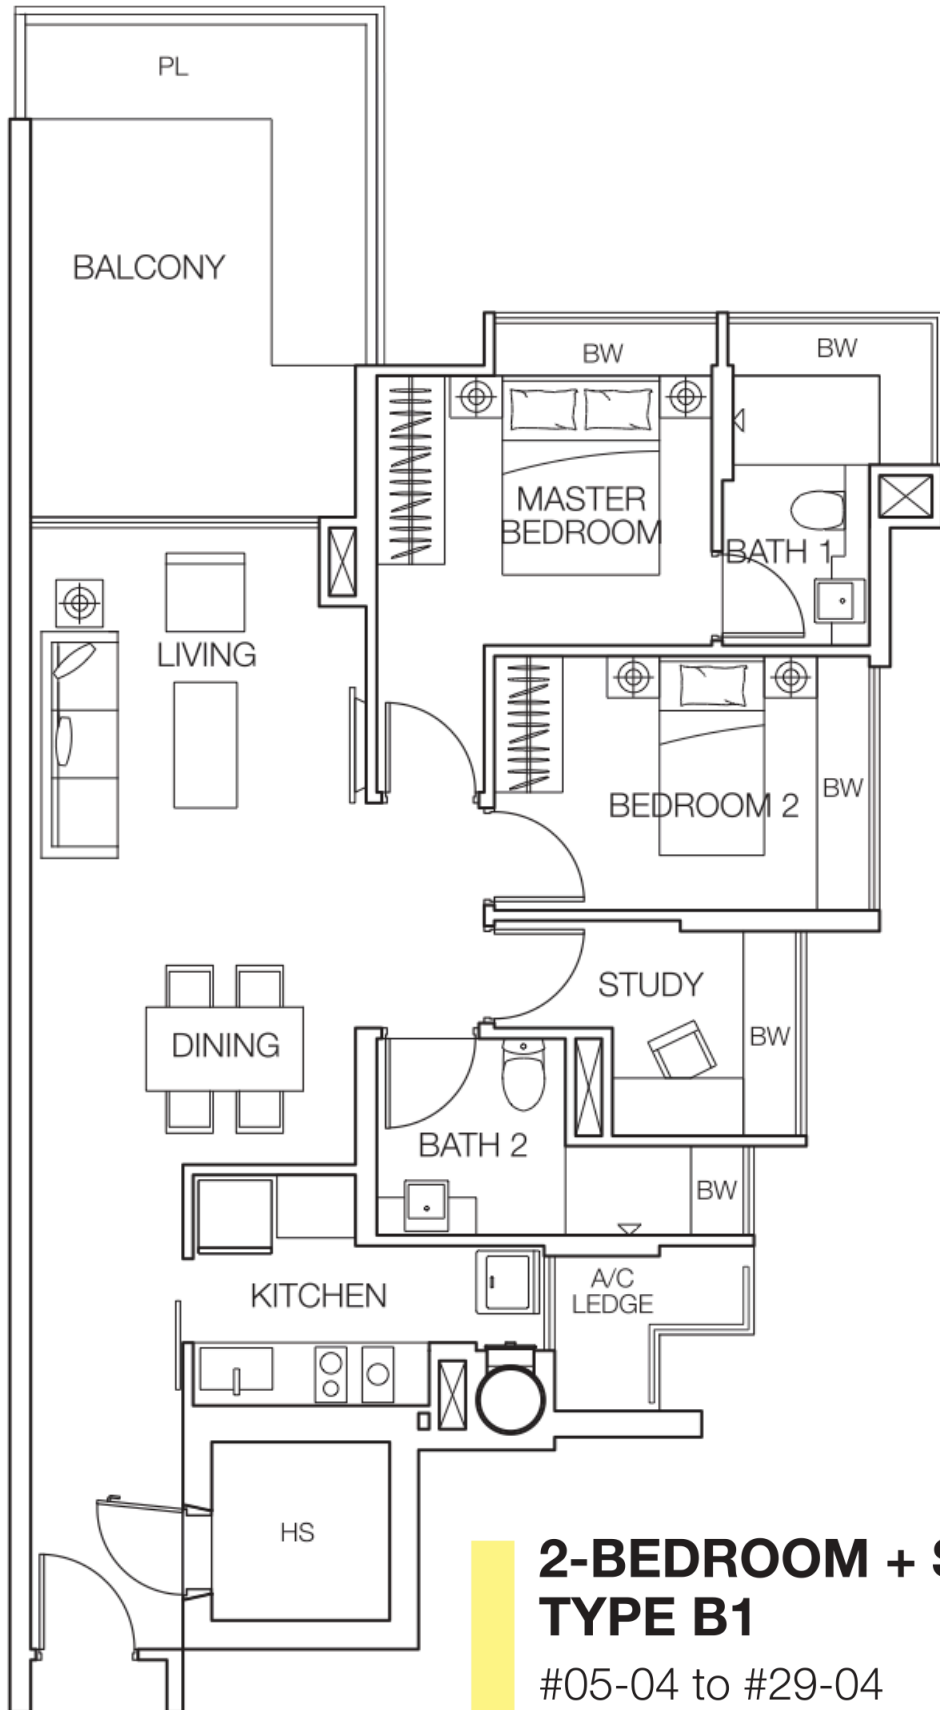 PL
BALCONY
BW
BW
MASTER
BEDROOM
BATH 1
LIVING
BW
BEDROOM 2
STUDY
BW
DINING
BATH 2
BW
A/C
LEDGE
KITCHEN
HS
2-BEDROOM +
TYPE B1
#05-04 to #29-04